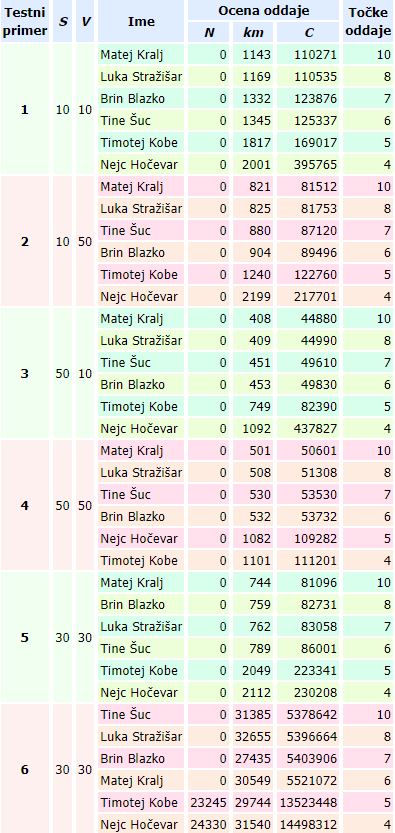 Testni primer S V Ime Ocena oddaje Točke oddaje
N km C
1 10 10
Matej Kralj 0 1143 110271 10
Luka Stražišar 0 1169 110535 8
Brin Blazko 0 1332 123876 7
Tine Šuc 0 1345 125337 6
Timotej Kobe 0 1817 169017 5
Nejc Hočevar 0 2001 395765 4
2 10 50
Matej Kralj 0 821 81512 10
Luka Stražišar 0 825 81753 8
Tine Šuc 0 880 87120 7
Brin Blazko 0 904 89496 6
Timotej Kobe 0 1240 122760 5
Nejc Hočevar 0 2199 217701 4
3 50 10
Matej Kralj 0 408 44880 10
Luka Stražišar 0 409 44990 8
Tine Šuc 0 451 49610 7
Brin Blazko 0 453 49830 6
Timotej Kobe 0 749 82390 5
Nejc Hočevar 0 1092 437827 4
4 50 50
Matej Kralj 0 501 50601 10
Luka Stražišar 0 508 51308 8
Tine Šuc 0 530 53530 7
Brin Blazko 0 532 53732 6
Nejc Hočevar 0 1082 109282 5
Timotej Kobe 0 1101 111201 4
5 30 30
Matej Kralj 0 744 81096 10
Brin Blazko 0 759 82731 8
Luka Stražišar 0 762 83058 7
Tine Šuc 0 789 86001 6
Timotej Kobe 0 2049 223341 5
Nejc Hočevar 0 2112 230208 4
6 30 30
Tine Šuc 0 31385 5378642 10
Luka Stražišar 0 32655 5396664 8
Brin Blazko 0 27435 5403906 7
Matej Kralj 0 30549 5521072 6
Timotej Kobe 23245 29744 13523448 5
Nejc Hočevar 24330 31540 14498312 4